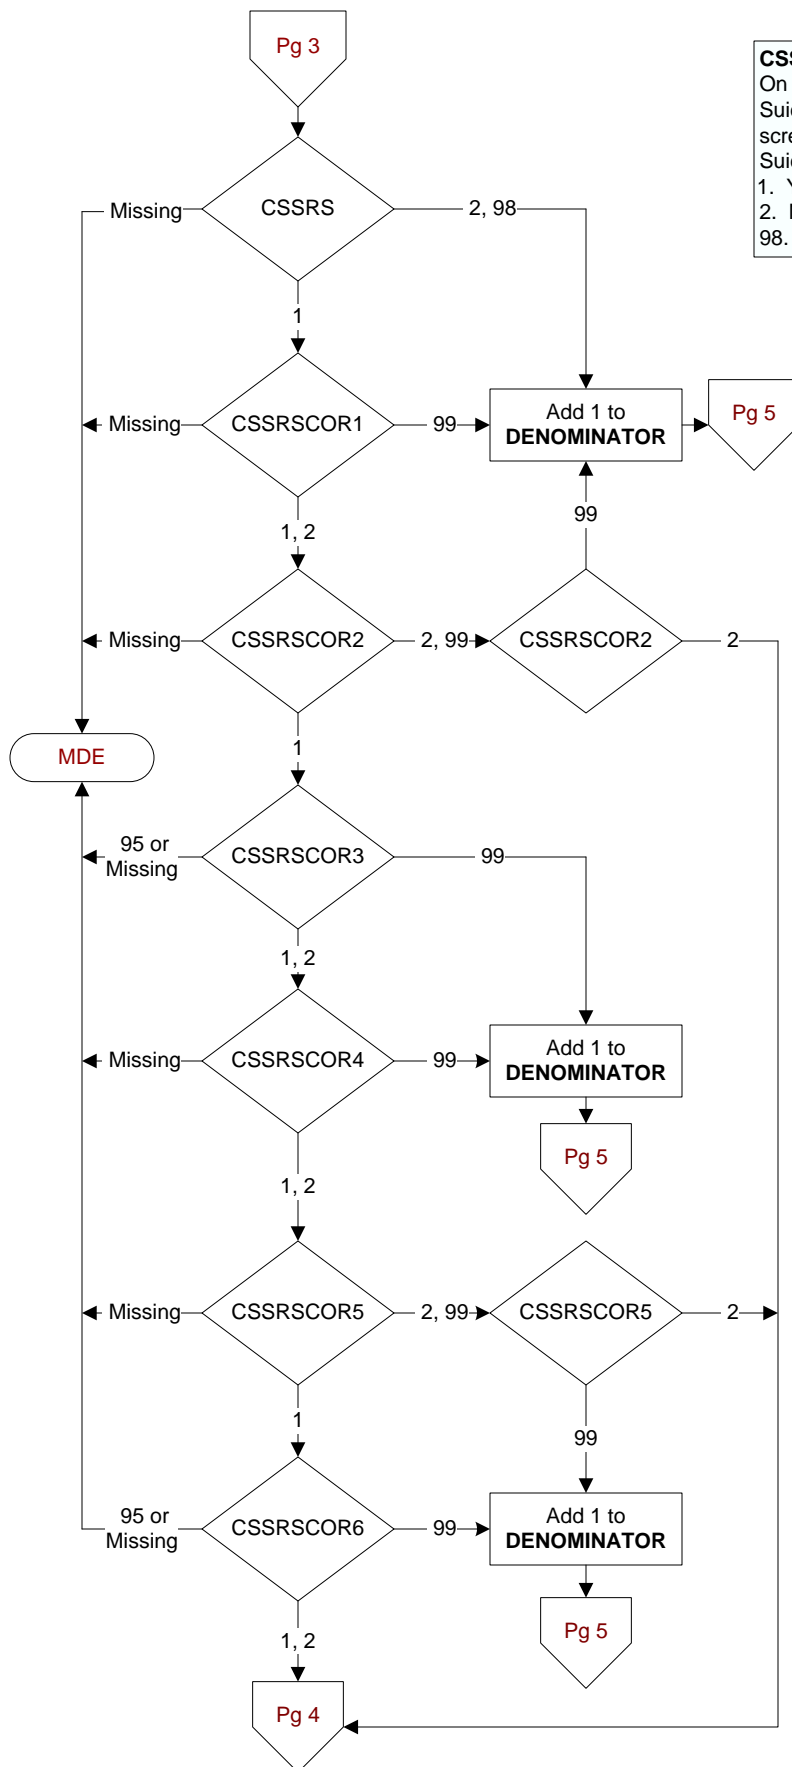 Pg 3
CSS
On
Suic
scre
Suic
1. Y
2.
98.
Missing
CSSRS
2, 98
1
Missing
CSSRSCOR1
99
Add 1 to
DENOMINATOR
Pg 5
1, 2
99
Missing
CSSRSCOR2
2, 99
CSSRSCOR2
2
MDE
1
95 or
Missing
CSSRSCOR3
99
1, 2
Missing
CSSRSCOR4
99
Add 1 to
DENOMINATOR
Pg 5
1, 2
Missing
CSSRSCOR5
2, 99
CSSRSCOR5
2
1
99
95 or
Missing
CSSRSCOR6
99
Add 1 to
DENOMINATOR
Pg 5
1, 2
Pg 4